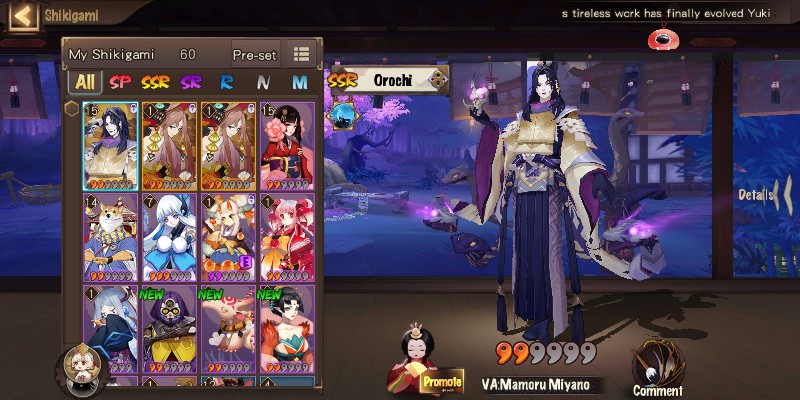 Shikigami
s tireless work has finally evolved Yuki
My Shikigami 60 Pre-set
All SP SSR SR R N M
SSR Orochi
15 1 1 15
14 7 1 1
E
1 NEW NEW NEW
Details
Promote
VA:Mamoru Miyano
Comment